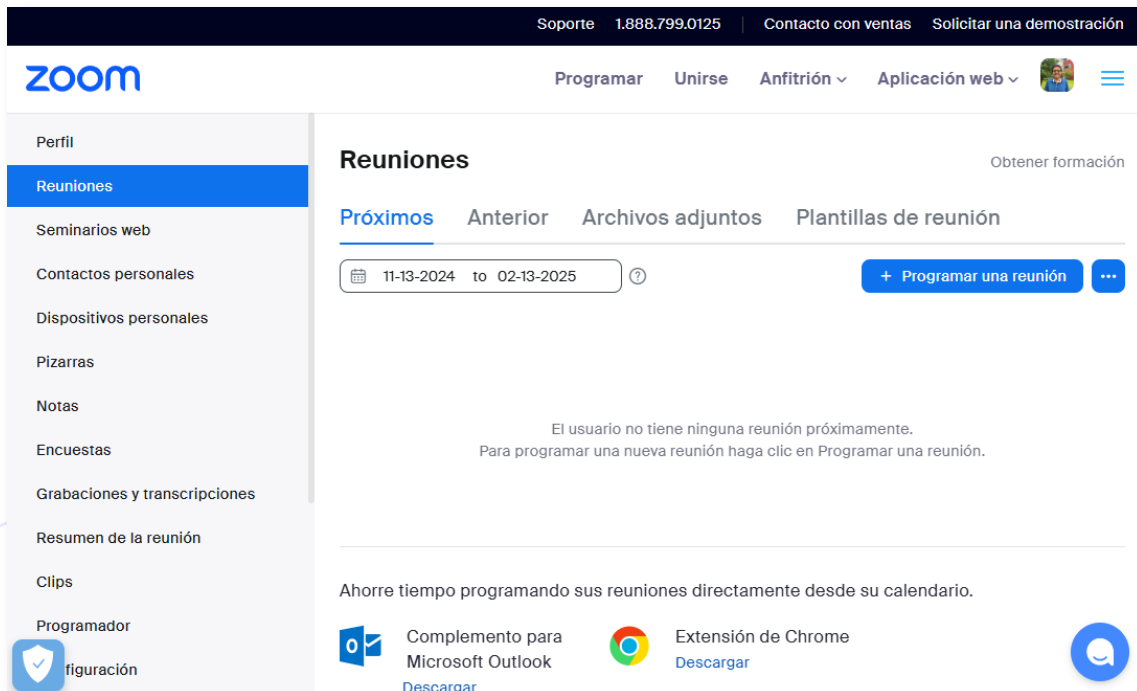 Soporte 1.888.799.0125 Contacto con ventas Solicitar una demostración
zoom
Programar Unirse Anfitrión Aplicación web
Perfil
Reuniones
Seminarios web
Contactos personales
Dispositivos personales
Pizarras
Notas
Encuestas
Grabaciones y transcripciones
Resumen de la reunión
Clips
Programador
figuración
Reuniones
Obtener formación
Próximos Anterior Archivos adjuntos Plantillas de reunión
11-13-2024 to 02-13-2025 ?
+ Programar una reunión ...
El usuario no tiene ninguna reunión próximamente.
Para programar una nueva reunión haga clic en Programar una reunión.
Ahorre tiempo programando sus reuniones directamente desde su calendario.
Complemento para
Microsoft Outlook
Descargar
Extensión de Chrome
Descargar